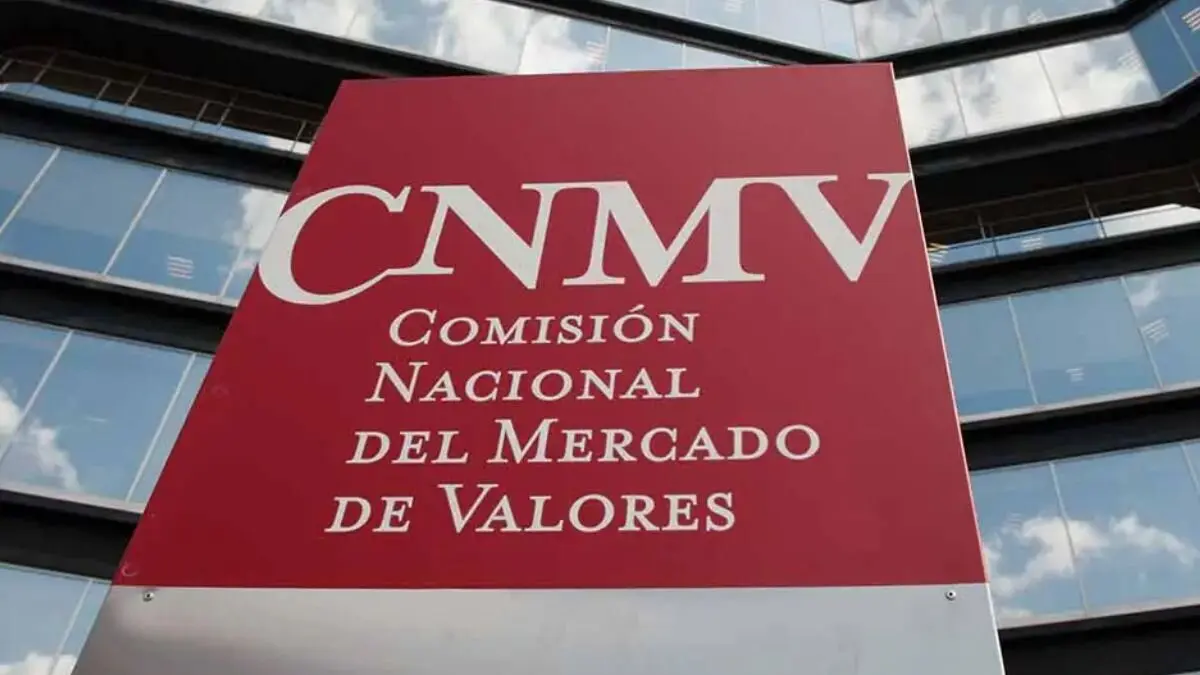 CNMV
COMISIÓN
NACIONAL
DEL MERCADO
DE VALORES